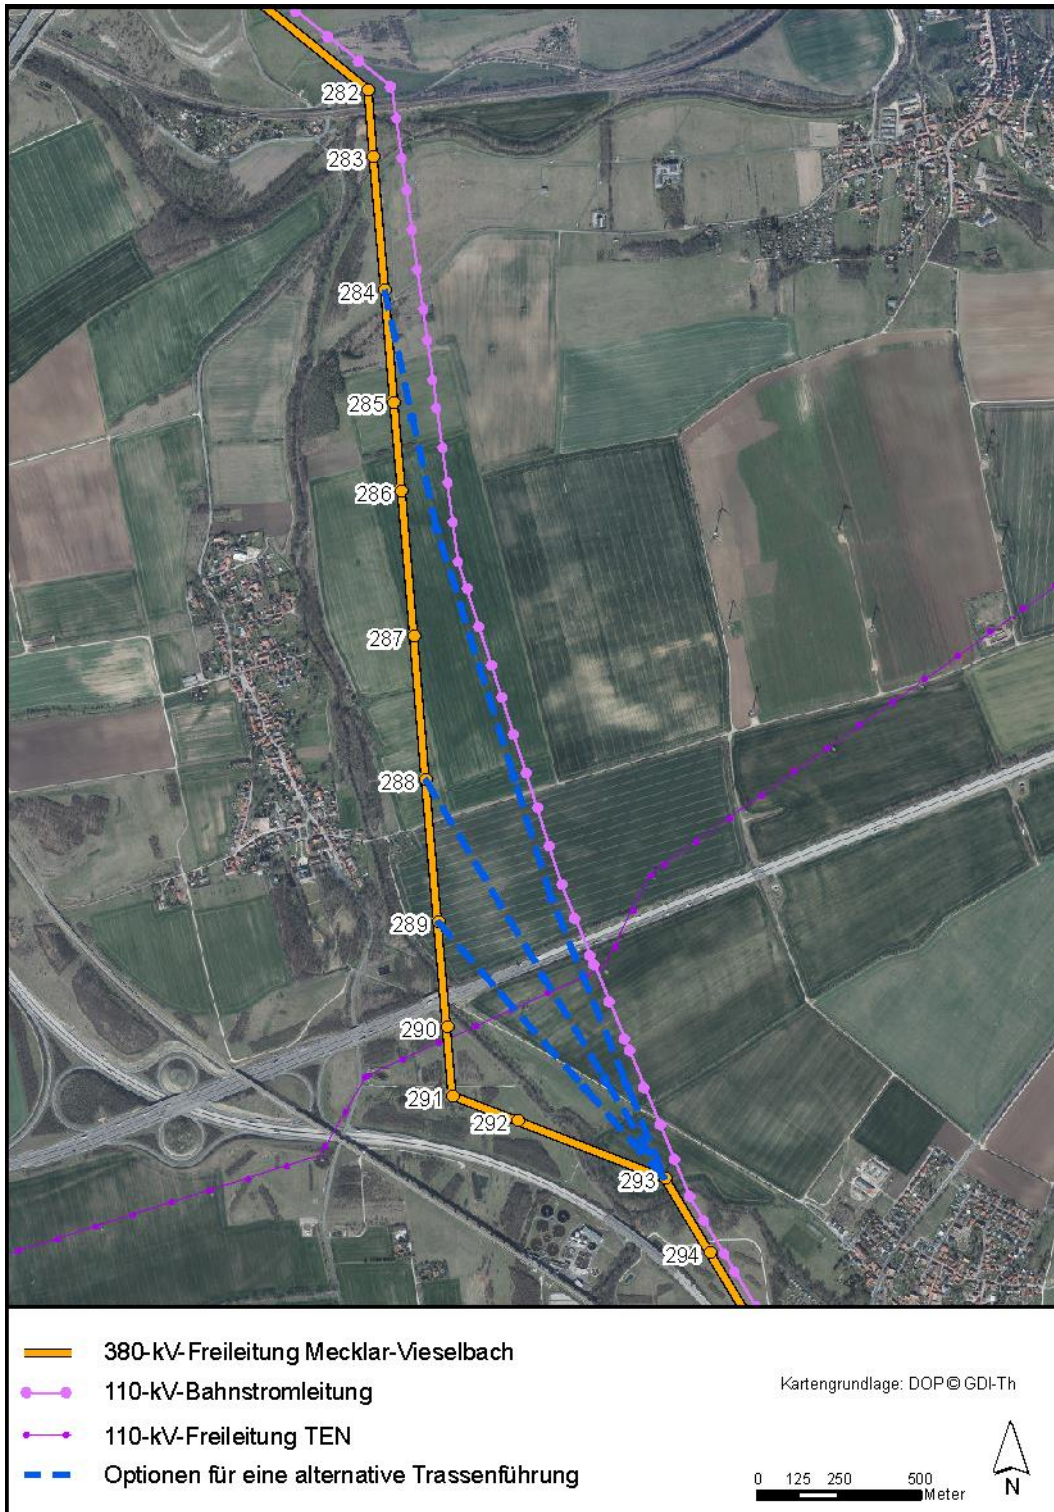 282
283
284
285
286
287
288
289
290
291
292
293
294
380-kV-Freileitung Mecklar-Vieselbach
110-kV-Bahnstromleitung
Kartengrundlage: DOP © GDI-Th
110-kV-Freileitung TEN
Optionen für eine alternative Trassenführung
0 125 250 500
Meter
N